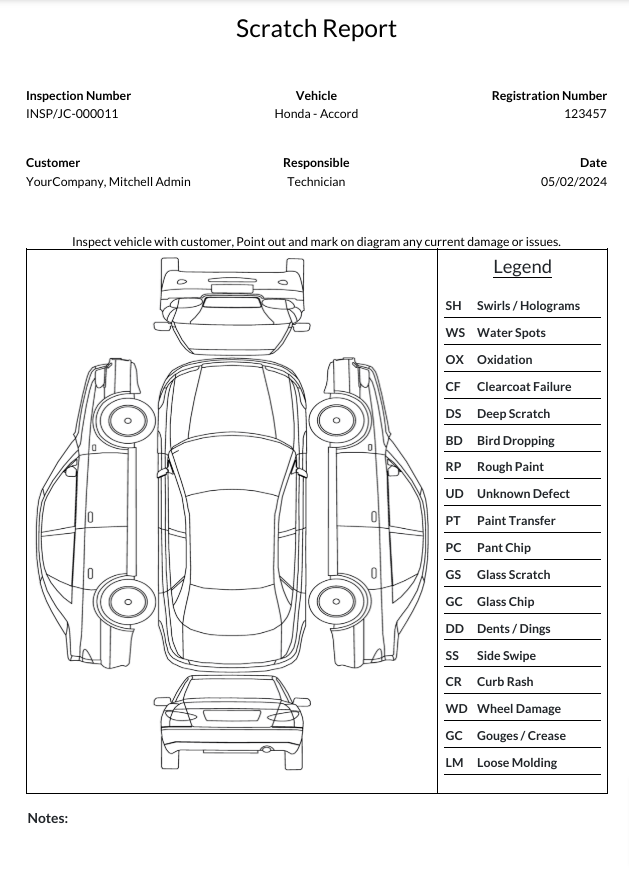 Scratch Report
Inspection Number Vehicle Registration Number
INSP/JC-000011 Honda - Accord 123457
Customer Responsible Date
YourCompany, Mitchell Admin Technician 05/02/2024
Inspect vehicle with customer, Point out and mark on diagram any current damage or issues.
Legend
SH Swirls / Holograms
WS Water Spots
OX Oxidation
CF Clearcoat Failure
DS Deep Scratch
BD Bird Dropping
RP Rough Paint
UD Unknown Defect
PT Paint Transfer
PC Pant Chip
GS Glass Scratch
GC Glass Chip
DD Dents / Dings
SS Side Swipe
CR Curb Rash
WD Wheel Damage
GC Gouges / Crease
LM Loose Molding
Notes: